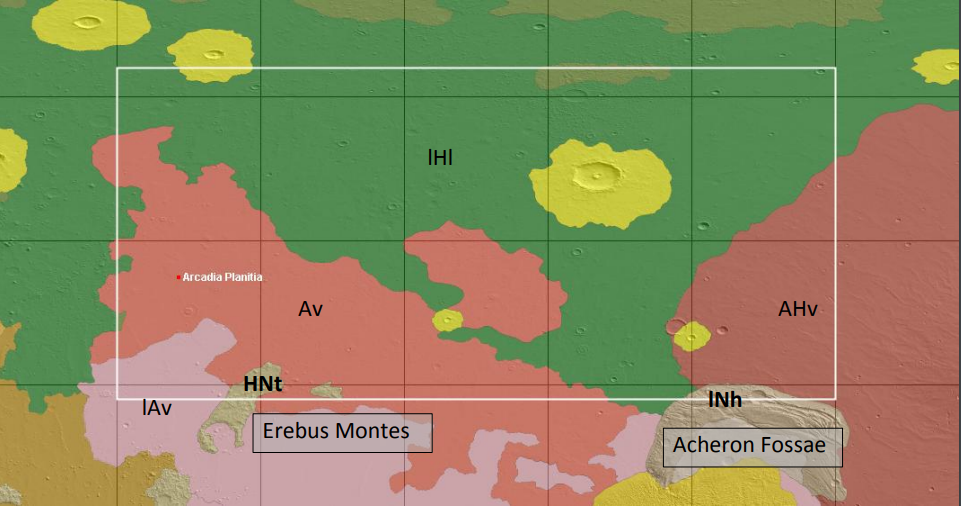 lHl
Arcadia Planitia
Av
AHv
HNt
lAv
lNh
Erebus Montes
Acheron Fossae